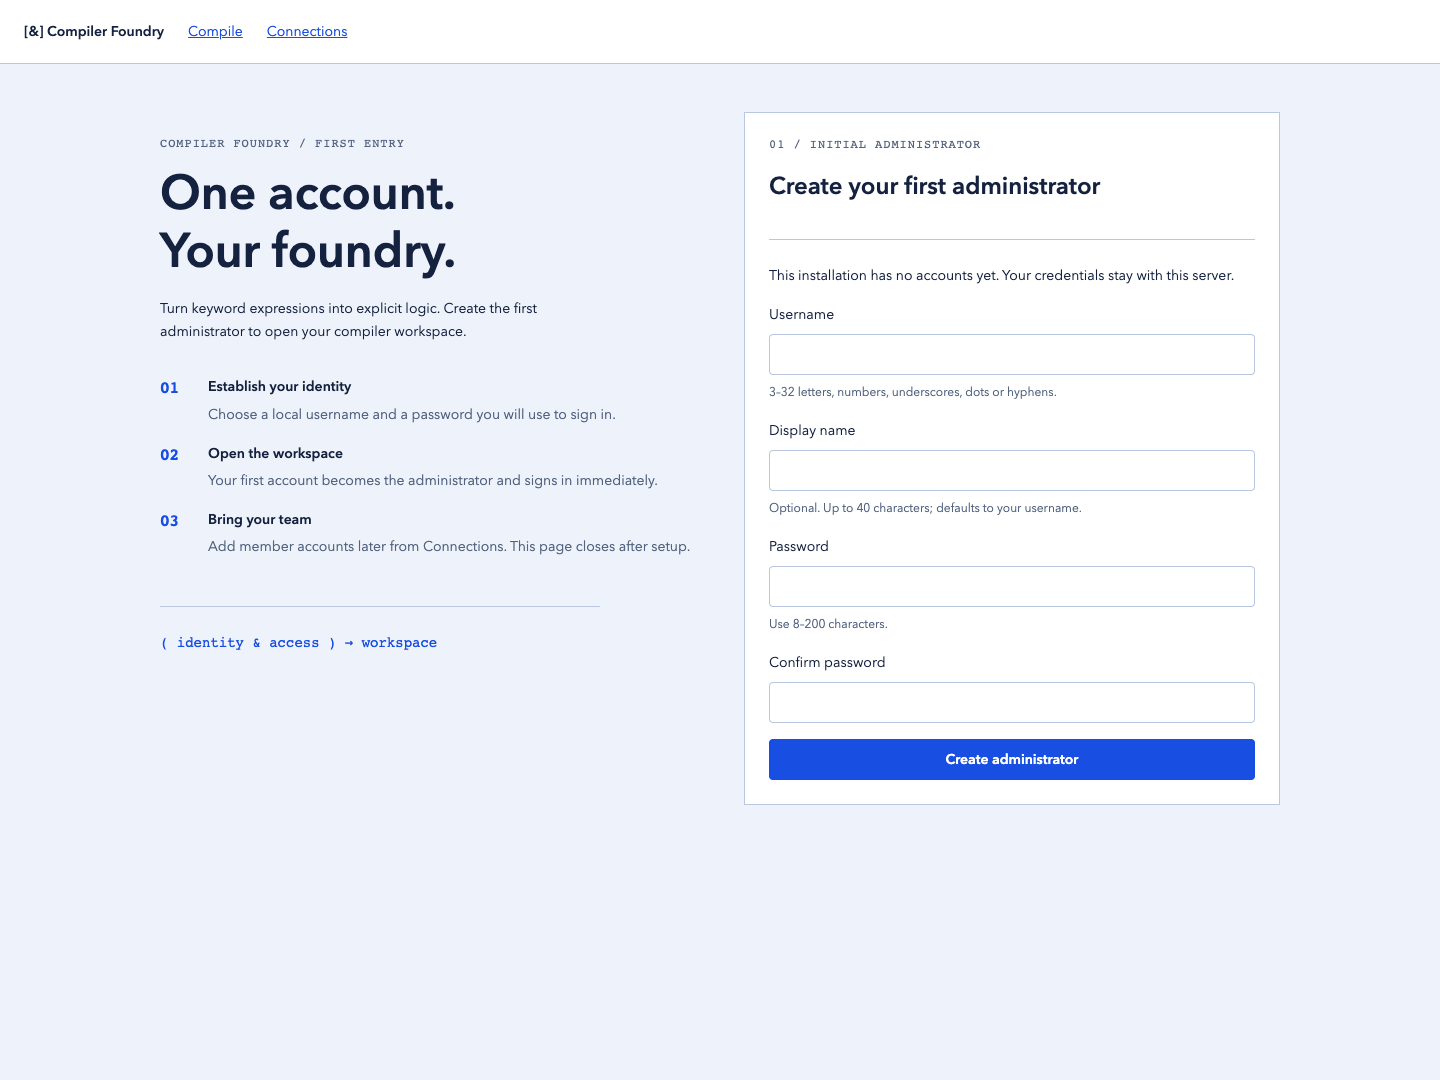 [&] Compiler Foundry Compile Connections
COMPILER FOUNDRY / FIRST ENTRY
One account.
Your foundry.
Turn keyword expressions into explicit logic. Create the first
administrator to open your compiler workspace.
01 Establish your identity
Choose a local username and a password you will use to sign in.
02 Open the workspace
Your first account becomes the administrator and signs in immediately.
03 Bring your team
Add member accounts later from Connections. This page closes after setup.
( identity & access ) → workspace
01 / INITIAL ADMINISTRATOR
Create your first administrator
This installation has no accounts yet. Your credentials stay with this server.
Username
3–32 letters, numbers, underscores, dots or hyphens.
Display name
Optional. Up to 40 characters; defaults to your username.
Password
Use 8–200 characters.
Confirm password
Create administrator